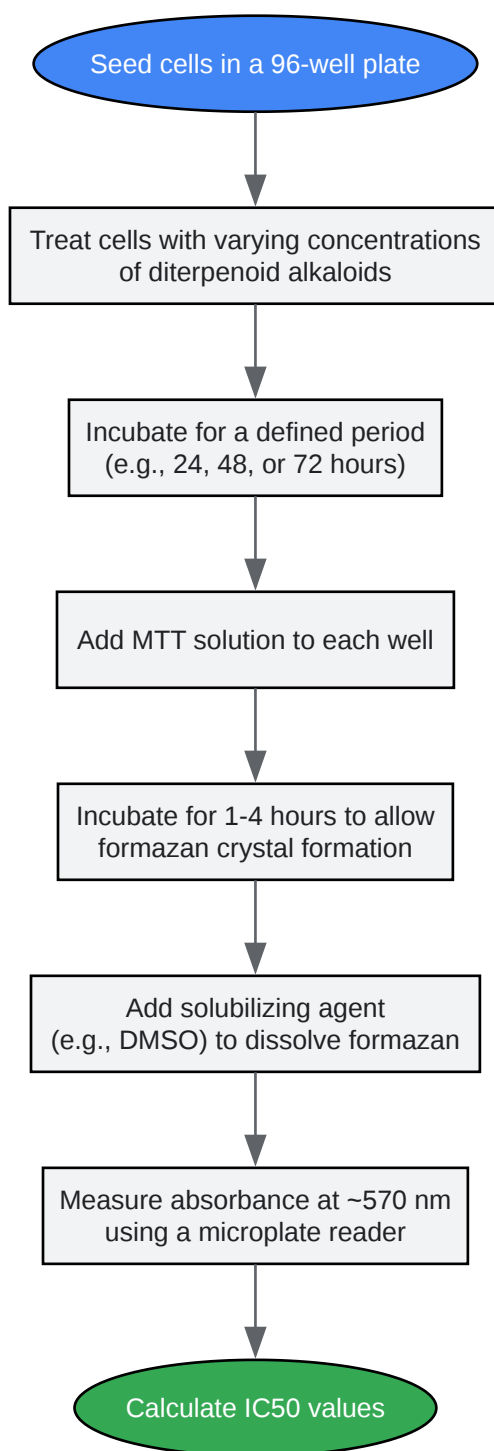 Seed cells in a 96-well plate
Treat cells with varying concentrations
of diterpenoid alkaloids
Incubate for a defined period
(e.g., 24, 48, or 72 hours)
Add MTT solution to each well
Incubate for 1-4 hours to allow
formazan crystal formation
Add solubilizing agent
(e.g., DMSO) to dissolve formazan
Measure absorbance at ~570 nm
using a microplate reader
Calculate IC50 values